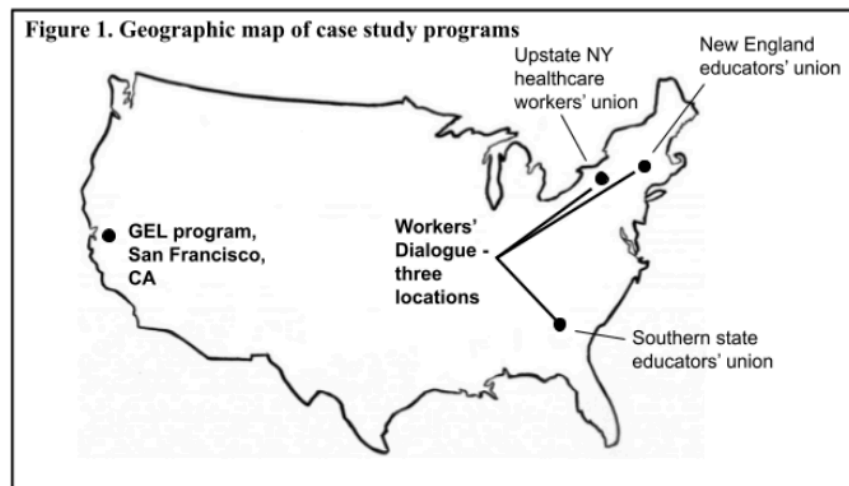 Figure 1. Geographic map of case study programs
Upstate NY
healthcare
workers' union
New England
educators' union
GEL program,
San Francisco,
CA
Workers'
Dialogue -
three
locations
Southern state
educators' union